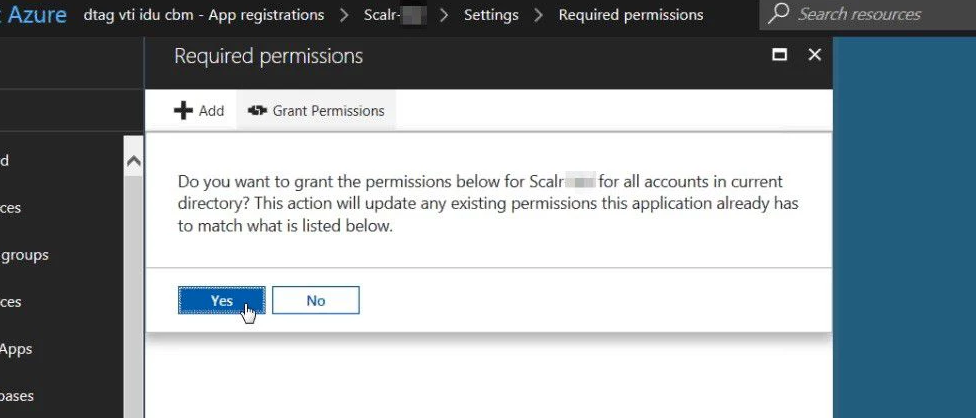 Azure dtag vti idu cbm - App registrations > Scalr- > Settings > Required permissions Search resources
Required permissions
Add Grant Permissions
d
ces
groups
ces
Apps
bases
Do you want to grant the permissions below for Scalr for all accounts in current
directory? This action will update any existing permissions this application already has
to match what is listed below.
Yes No